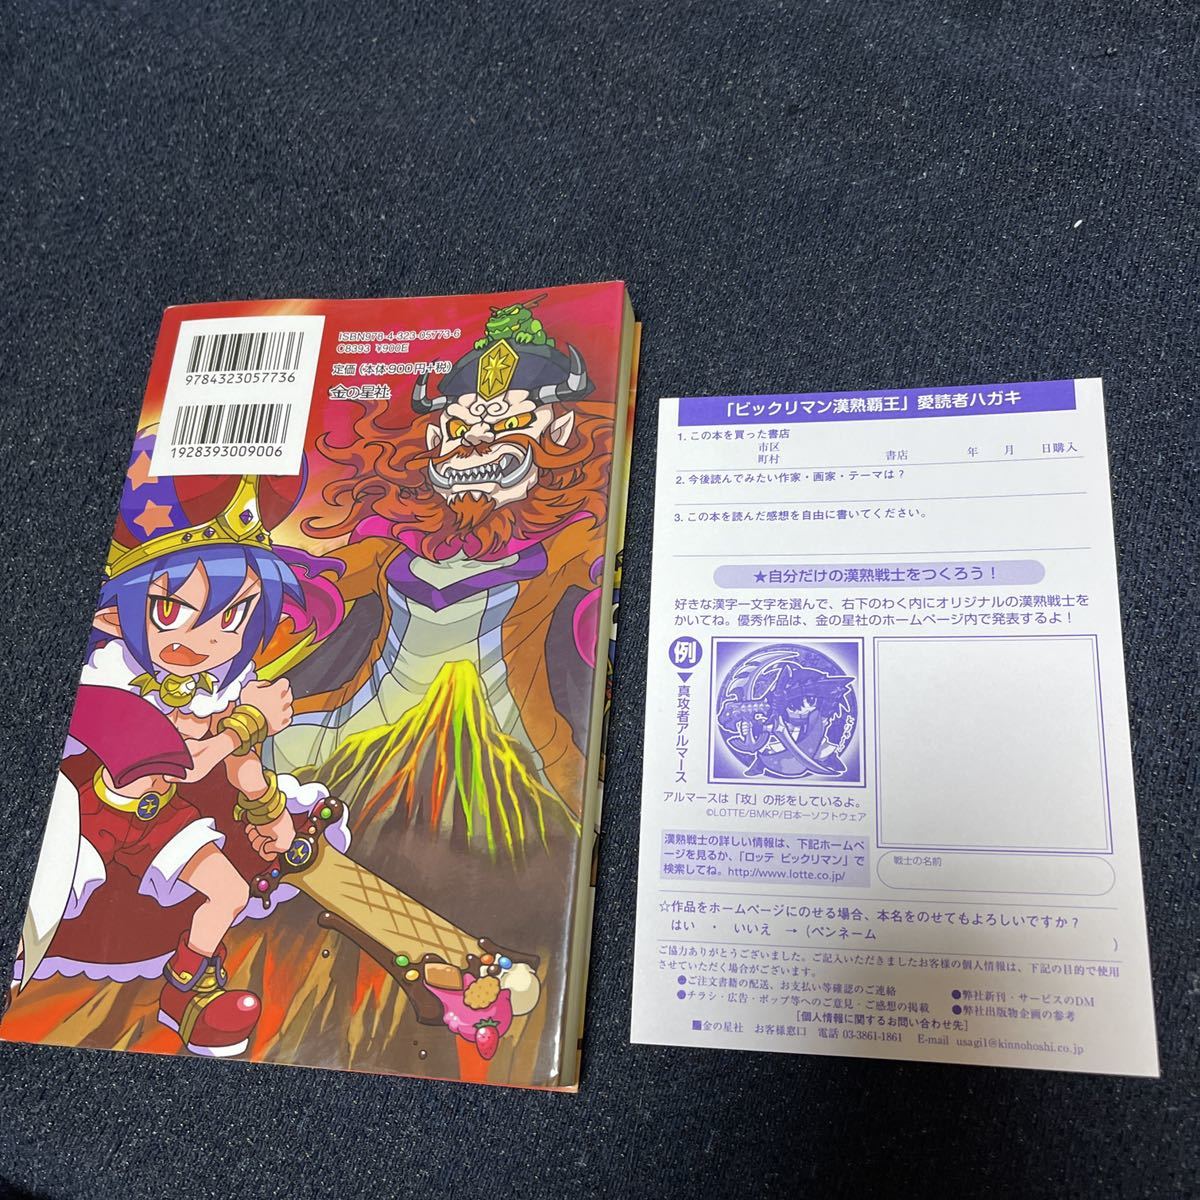 9784323057736
1928393009006
ISBN978-4-323-05773-6
C8393 ¥900E
定価(本体900円+税)
金の星社
「ビックリマン漢熟覇王」愛読者ハガキ
1. この本を買った書店
市区
町村 書店 年 月 日購入
2. 今後読んでみたい作家・画家・テーマは?
3. この本を読んだ感想を自由に書いてください。
★自分だけの漢熟戦士をつくろう!
好きな漢字一文字を選んで、右下のわく内にオリジナルの漢熟戦士を
かいてね。優秀作品は、金の星社のホームページ内で発表するよ!
例
▼真攻者アルマース
アルマースは「攻」の形をしているよ。
©LOTTE/BMKP/日本一ソフトウェア
漢熟戦士の詳しい情報は、下記ホームペ
ージを見るか、「ロッテ ビックリマン」で
検索してね。http://www.lotte.co.jp/
戦士の名前
☆作品をホームページにのせる場合、本名をのせてもよろしいですか?
はい ・ いいえ →(ペンネーム )
ご協力ありがとうございました。ご記入いただきましたお客様の個人情報は、下記の目的で使用
させていただく場合がございます。
●ご注文書籍の配送、お支払い等確認のご連絡 ●弊社新刊・サービスのDM
●チラシ・広告・ポップ等へのご意見・ご感想の掲載 ●弊社出版物企画の参考
[個人情報に関するお問い合わせ先]
■金の星社 お客様窓口 電話 03-3861-1861 E-mail usagi1@kinnohoshi.co.jp